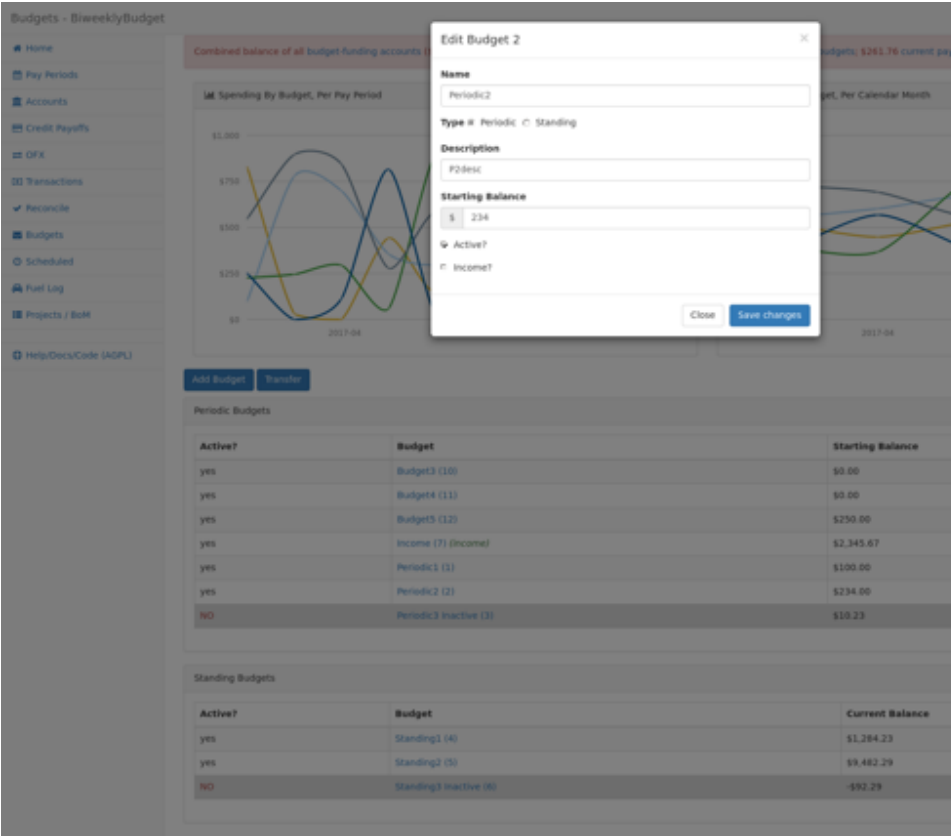 Budgets - BiweeklyBudget
Home
Pay Periods
Accounts
Credit Payoffs
OFX
Transactions
Reconcile
Budgets
Scheduled
Fuel Log
Projects / BoM
Help/Docs/Code (AGPL)
Combined balance of all budget-funding accounts
budgets; $261.76 current pay
Spending By Budget, Per Pay Period
get, Per Calendar Month
$1,000
$750
$500
$250
$0
2017-04
2017-04
Edit Budget 2
×
Name
Periodic2
Type Periodic Standing
Description
P2desc
Starting Balance
$ 234
Active?
Income?
Close Save changes
Add Budget Transfer
Periodic Budgets
Active? Budget Starting Balance
yes Budget3 (10) $0.00
yes Budget4 (11) $0.00
yes Budget5 (12) $250.00
yes Income (7) (income) $2,345.67
yes Periodic1 (1) $100.00
yes Periodic2 (2) $234.00
NO Periodic3 Inactive (3) $10.23
Standing Budgets
Active? Budget Current Balance
yes Standing1 (4) $1,284.23
yes Standing2 (5) $9,482.29
NO Standing3 Inactive (6) -$92.29